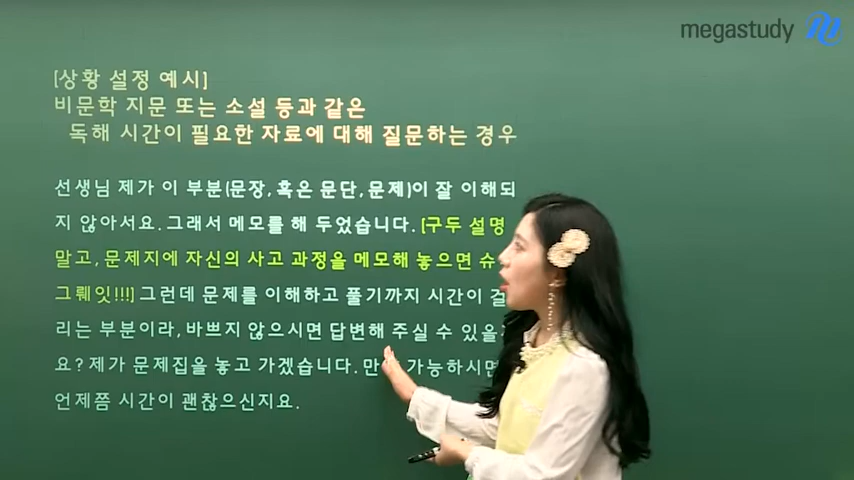 megastudy
[상황 설정 예시]
비문학 지문 또는 소설 등과 같은
독해 시간이 필요한 자료에 대해 질문하는 경우
선생님 제가 이 부분(문장, 혹은 문단, 문제)이 잘 이해되
지 않아서요. 그래서 메모를 해 두었습니다. [구두 설명
말고, 문제지에 자신의 사고 과정을 메모해 놓으면 슈
그뤠잇!!!] 그런데 문제를 이해하고 풀기까지 시간이 걸
리는 부분이라, 바쁘지 않으시면 답변해 주실 수 있을
요? 제가 문제집을 놓고 가겠습니다. 만 가능하시면
언제쯤 시간이 괜찮으신지요.